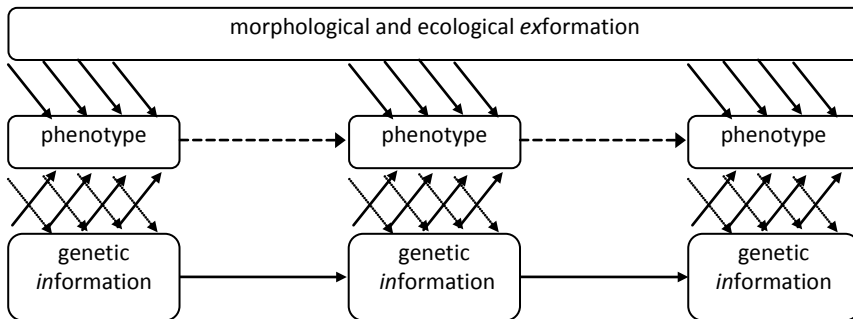 morphological and ecological exformation
phenotype phenotype phenotype
genetic genetic genetic
information information information